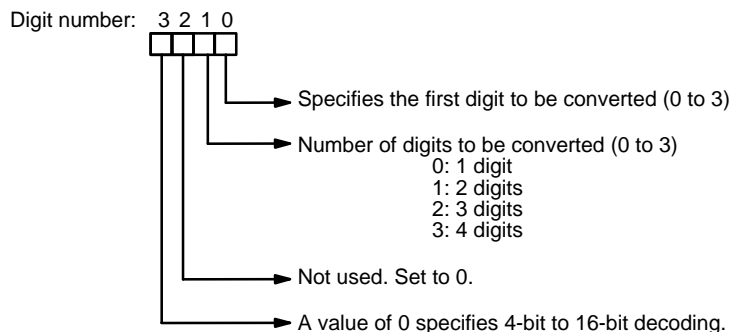 Digit number: 3 2 1 0
Specifies the first digit to be converted (0 to 3)
Number of digits to be converted (0 to 3)
0: 1 digit
1: 2 digits
2: 3 digits
3: 4 digits
Not used. Set to 0.
A value of 0 specifies 4-bit to 16-bit decoding.